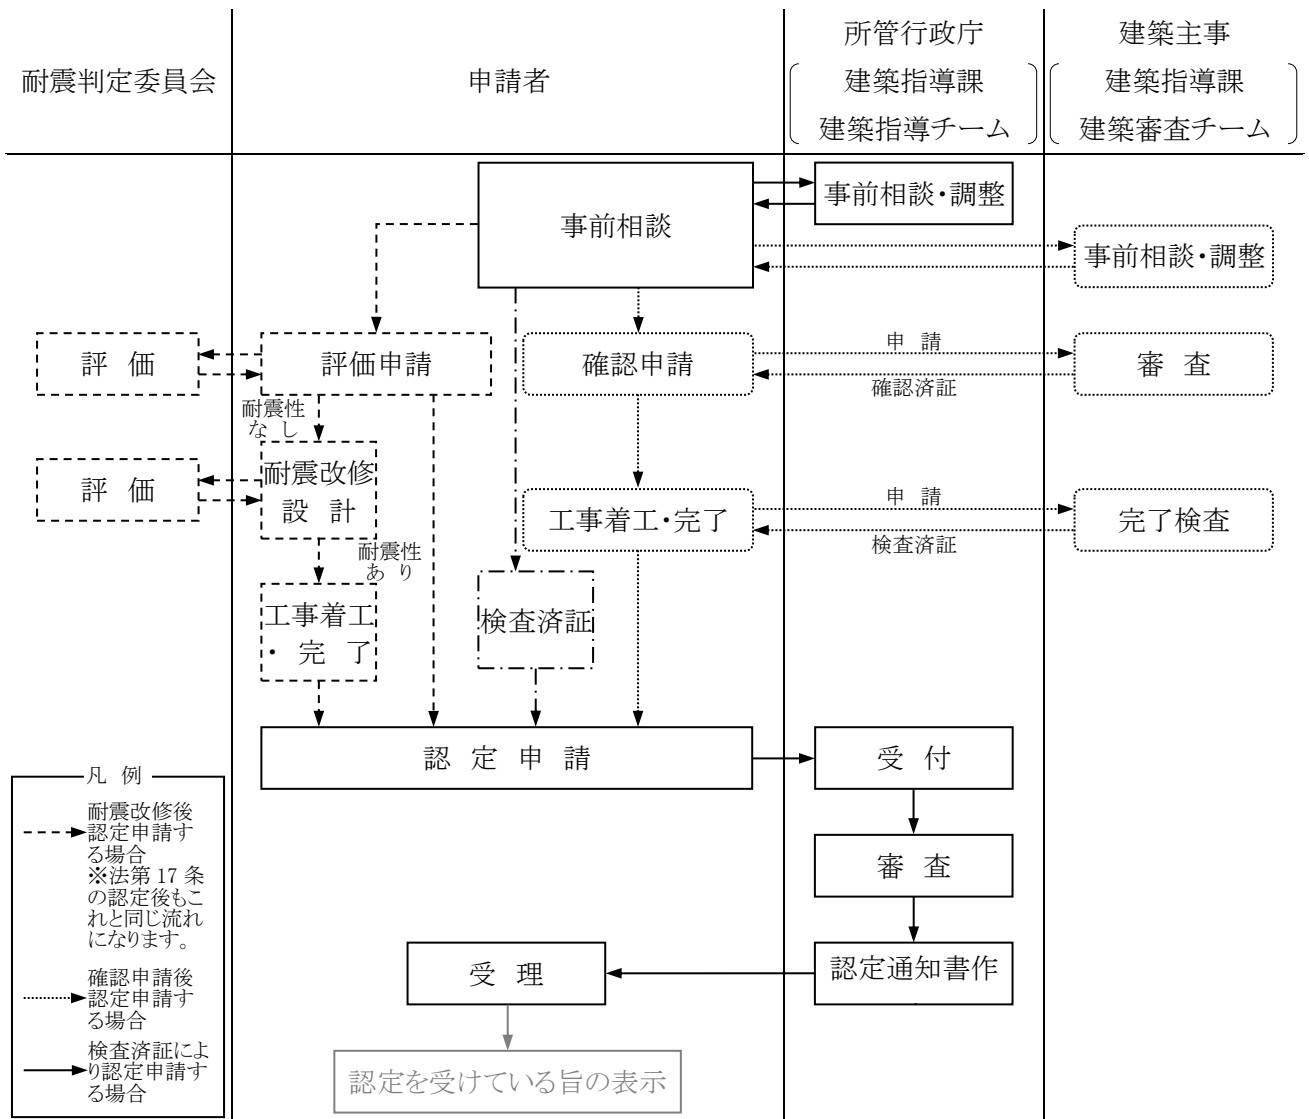 耐震判定委員会
申請者
所管行政庁
建築指導課
建築指導チーム
建築主事
建築指導課
建築審査チーム
事前相談
事前相談・調整
事前相談・調整
評 価
評価申請
確認申請
申 請
確認済証
審 査
耐震性
な し
評 価
耐震改修
設 計
工事着工・完了
申 請
検査済証
完了検査
耐震性
あ り
工事着工
・ 完 了
検査済証
認 定 申 請
受 付
審 査
認定通知書作
受 理
認定を受けている旨の表示
凡 例
耐震改修後
認定申請す
る場合
※法第 17 条
の認定後もこ
れと同じ流れ
になります。
確認申請後
認定申請す
る場合
検査済証によ
り認定申請す
る場合